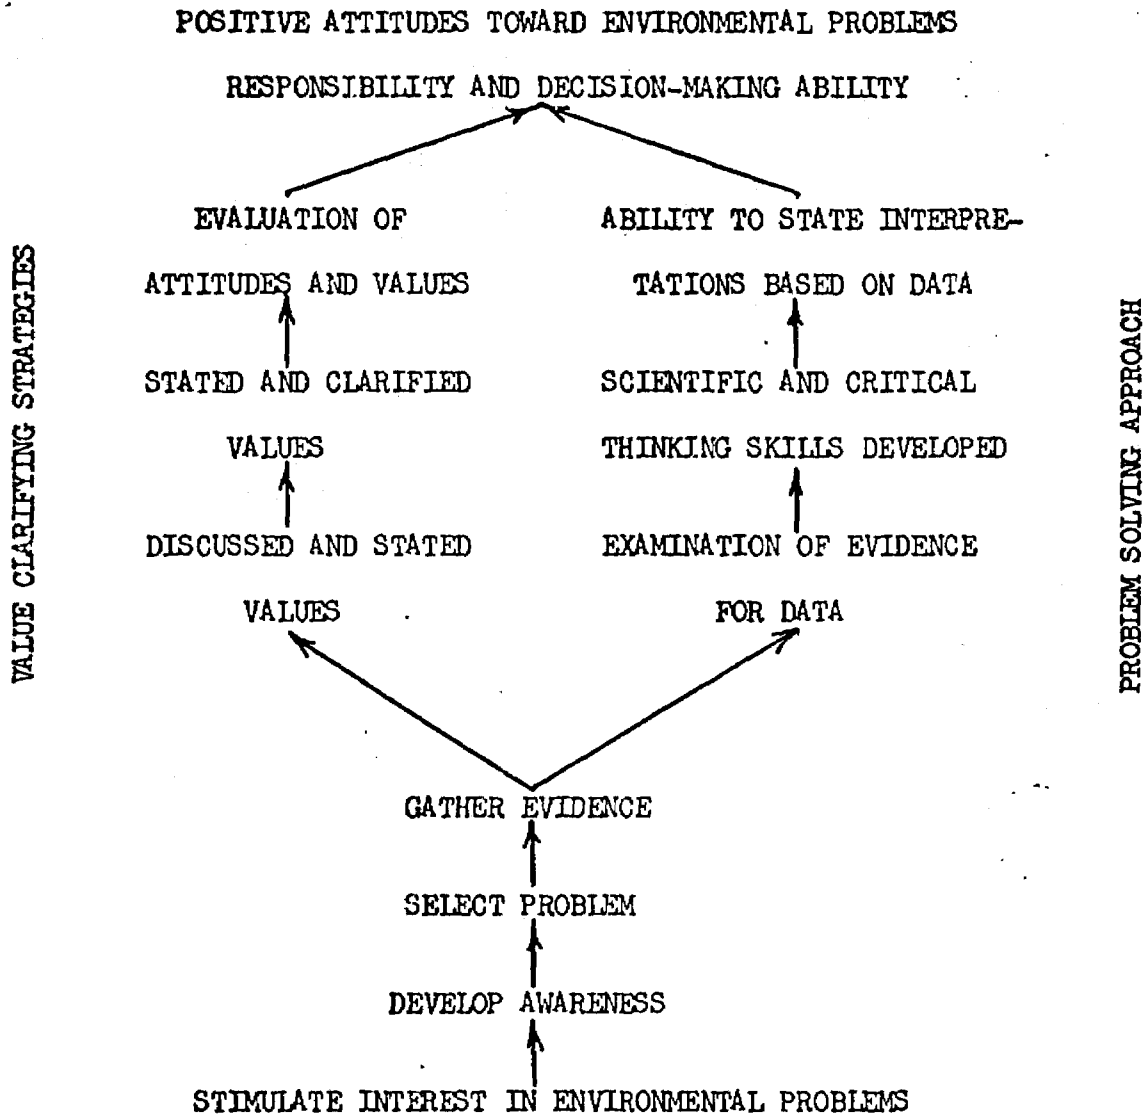 POSITIVE ATTITUDES TOWARD ENVIRONMENTAL PROBLEMS
RESPONSIBILITY AND DECISION-MAKING ABILITY
EVALUATION OF
ATTITUDES AND VALUES
STATED AND CLARIFIED
VALUES
DISCUSSED AND STATED
VALUES
ABILITY TO STATE INTERPRE-
TATIONS BASED ON DATA
SCIENTIFIC AND CRITICAL
THINKING SKILLS DEVELOPED
EXAMINATION OF EVIDENCE
FOR DATA
VALUE CLARIFYING STRATEGIES
PROBLEM SOLVING APPROACH
GATHER EVIDENCE
SELECT PROBLEM
DEVELOP AWARENESS
STIMULATE INTEREST IN ENVIRONMENTAL PROBLEMS